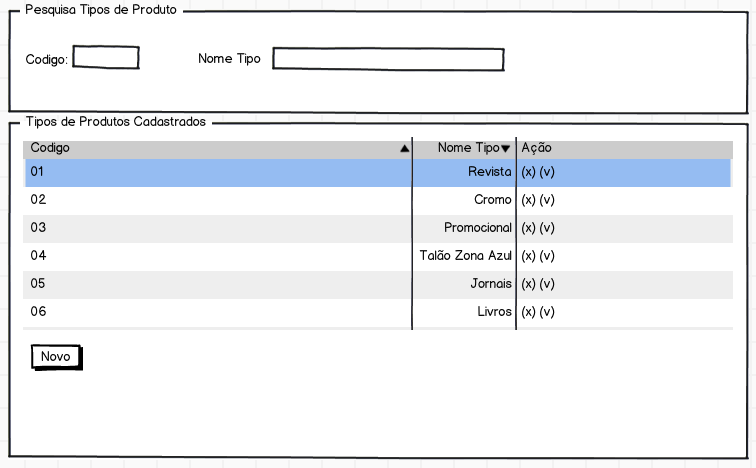 Pesquisa Tipos de Produto
Codigo: Nome Tipo
Tipos de Produtos Cadastrados
Codigo ▲ Nome Tipo▼ Ação
01 Revista (x) (v)
02 Cromo (x) (v)
03 Promocional (x) (v)
04 Talão Zona Azul (x) (v)
05 Jornais (x) (v)
06 Livros (x) (v)
Novo